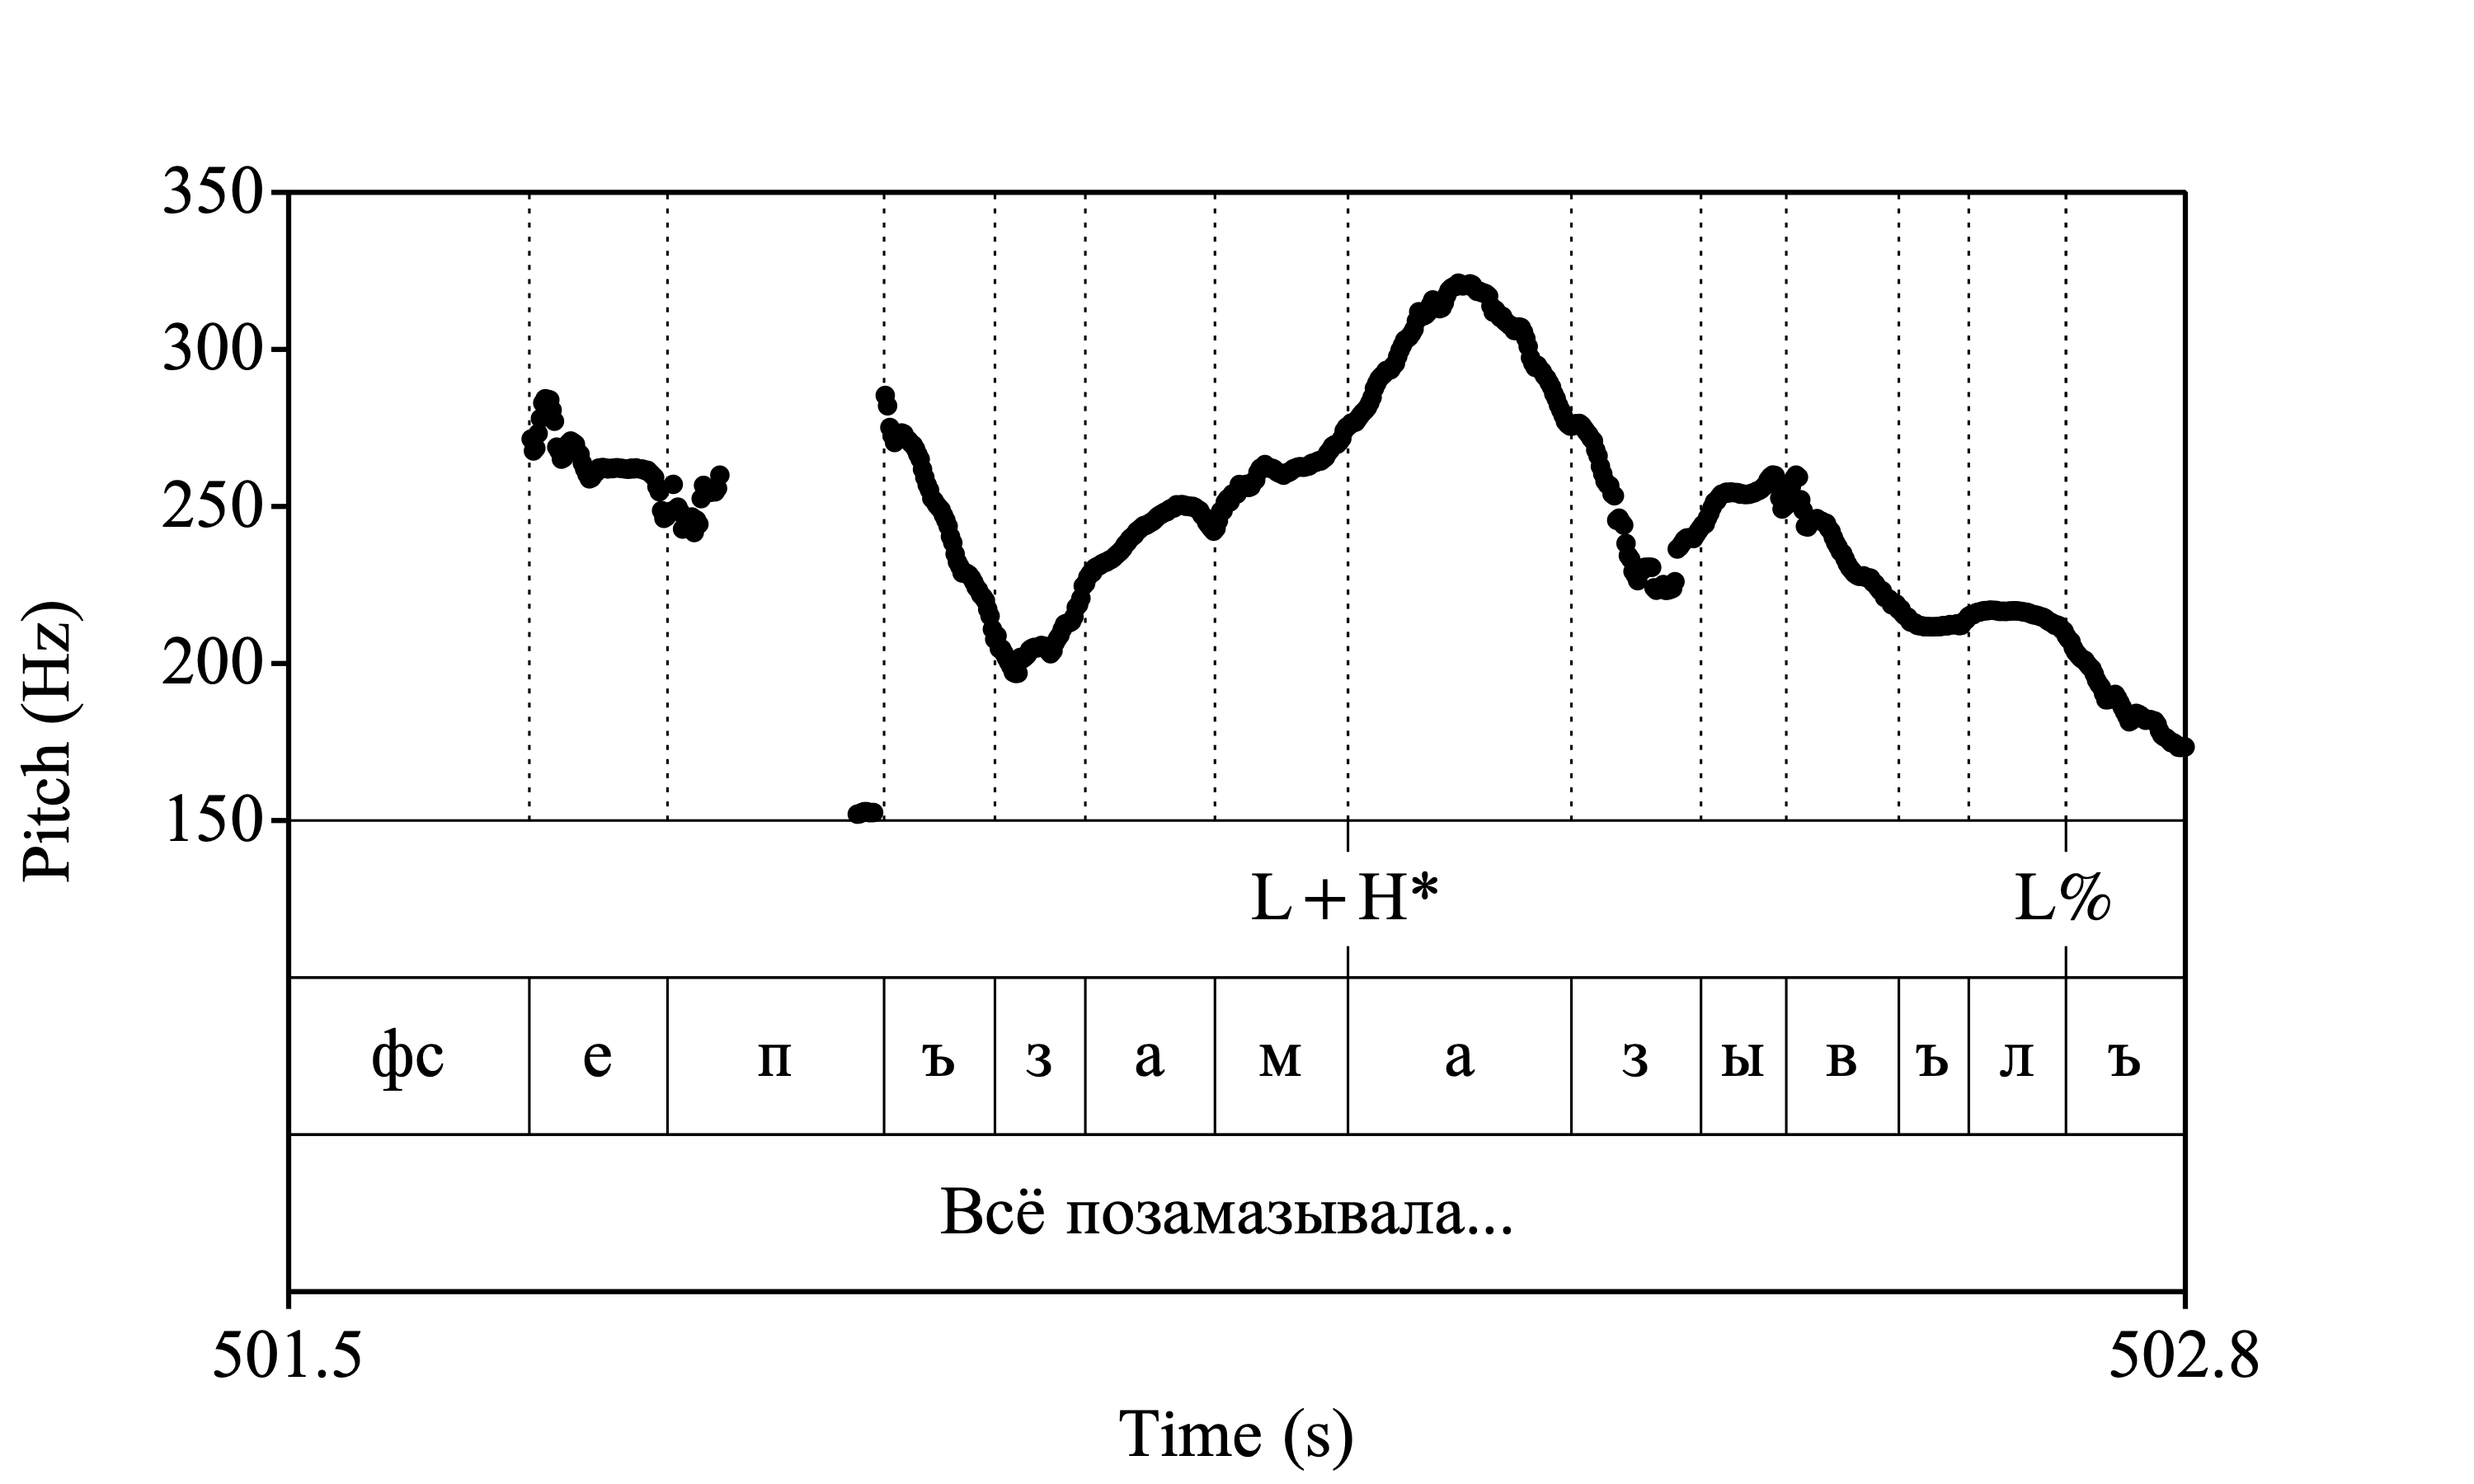 350
300
250
200
150
Pitch (Hz)
L+H* L%
фс е п ъ з а м а з ы в ъ л ъ
Всё позамазывала...
501.5 502.8
Time (s)